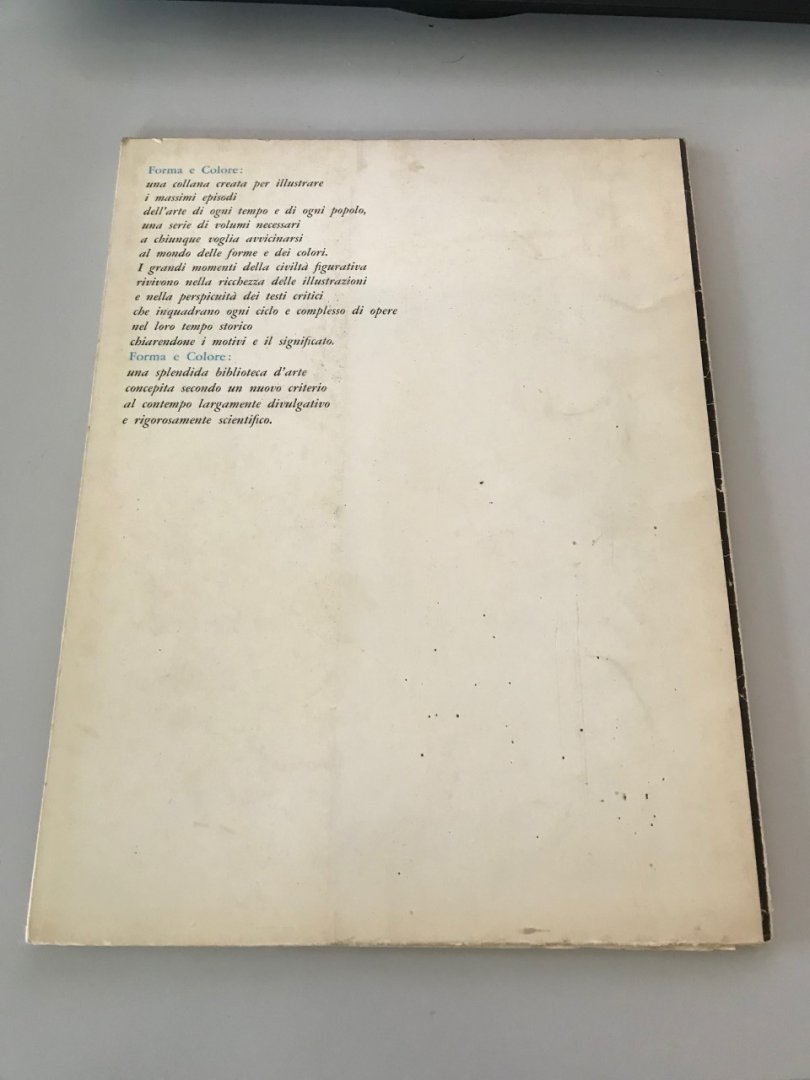 Forma e Colore:
una collana creata per illustrare
i massimi episodi
dell'arte di ogni tempo e di ogni popolo,
una serie di volumi necessari
a chiunque voglia avvicinarsi
al mondo delle forme e dei colori.
I grandi momenti della civiltà figurativa
rivivono nella ricchezza delle illustrazioni
e nella perspicuità dei testi critici
che inquadrano ogni ciclo e complesso di opere
nel loro tempo storico
chiarendone i motivi e il significato.
Forma e Colore:
una splendida biblioteca d'arte
concepita secondo un nuovo criterio
al contempo largamente divulgativo
e rigorosamente scientifico.